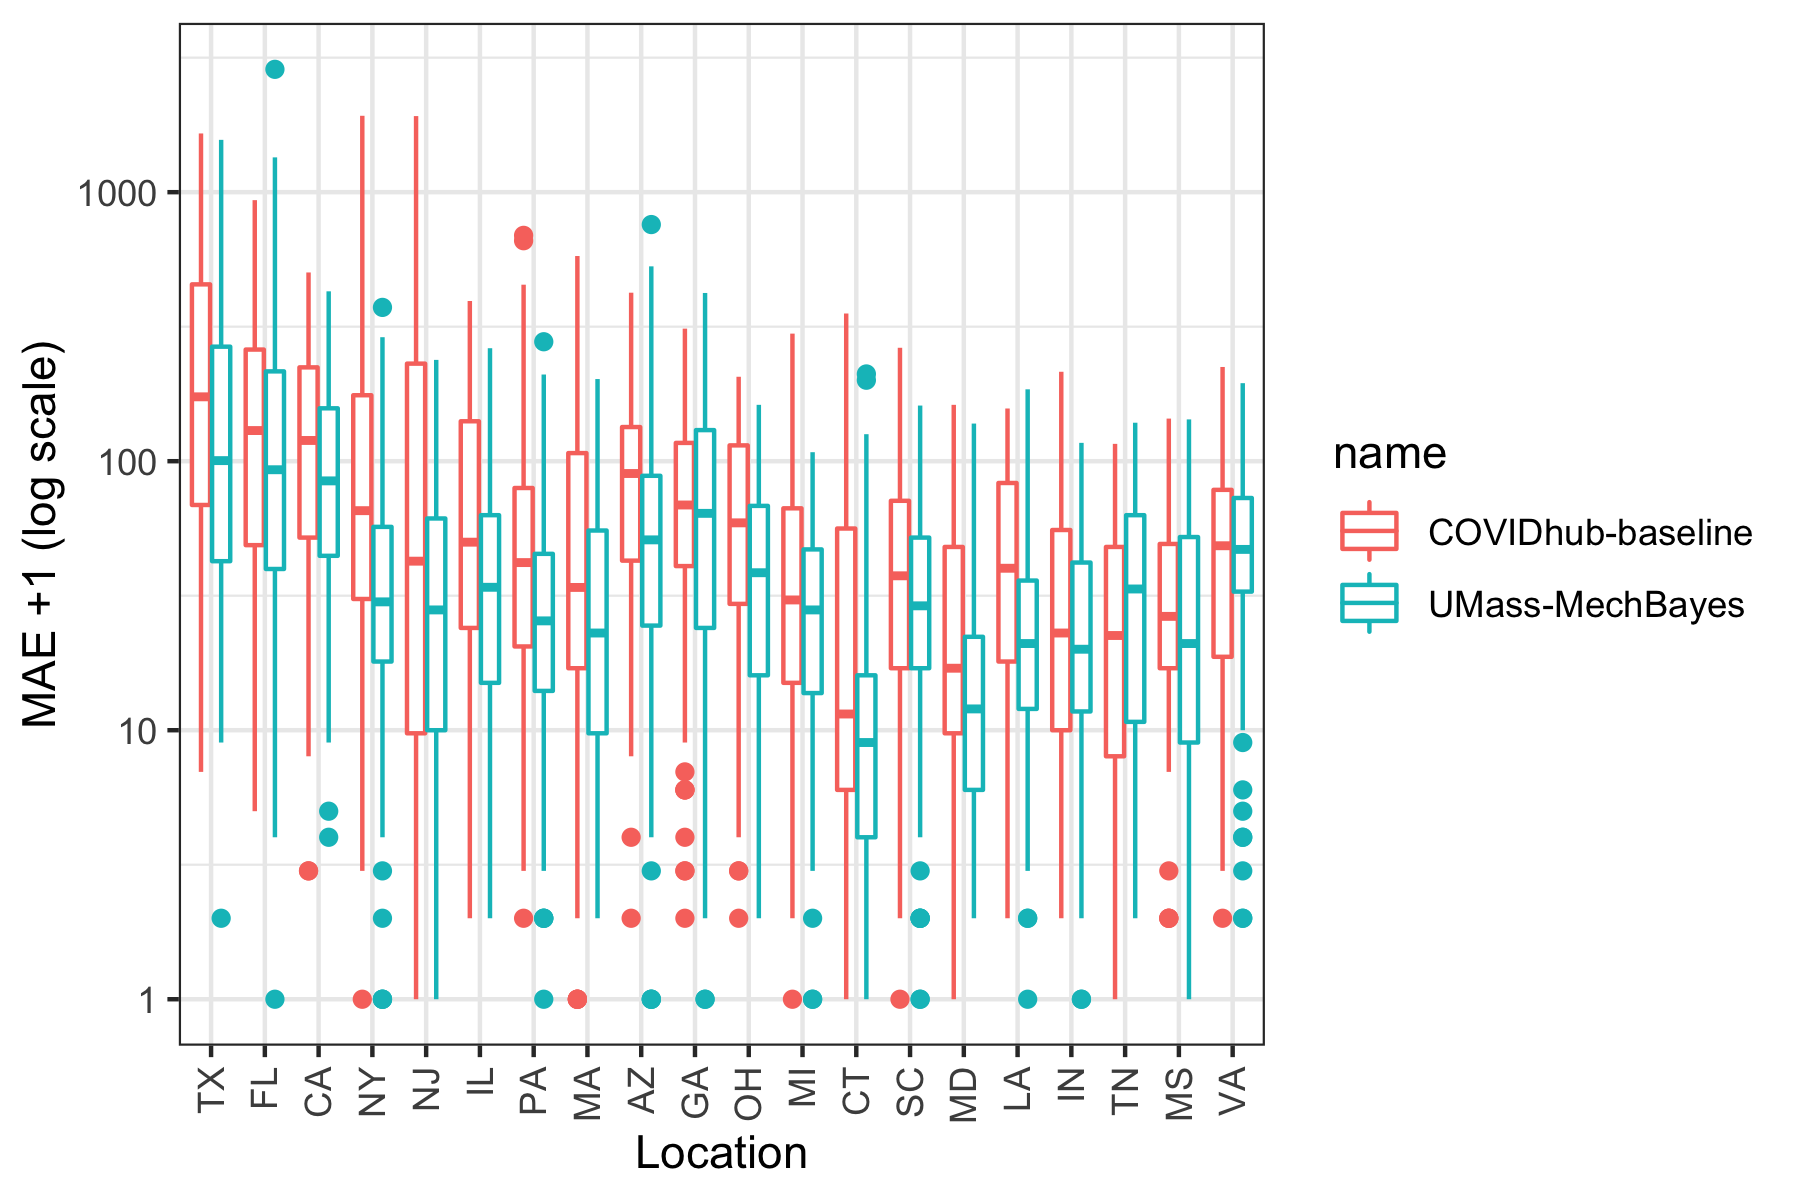 MAE +1 (log scale)
1000
100
10
1
TX FL CA NY NJ IL PA MA AZ GA OH MI CT SC MD LA IN TN MS VA
Location
name
COVIDhub-baseline
UMass-MechBayes